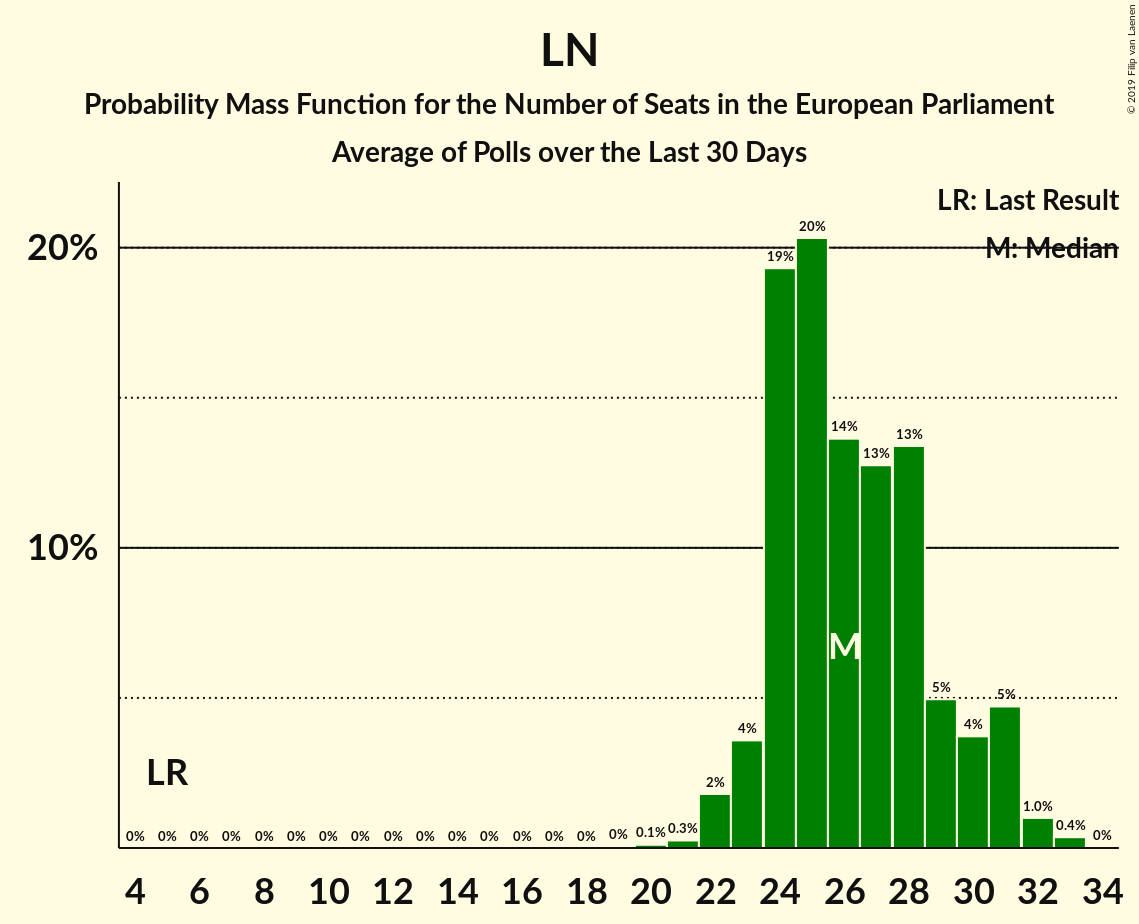 LN
Probability Mass Function for the Number of Seats in the European Parliament
Average of Polls over the Last 30 Days
© 2019 Filip van Laenen
LR: Last Result
M: Median
20%
10%
20%
19%
14%
13%
13%
5%
5%
4%
4%
2%
1.0%
0.4%
0.3%
0.1%
0% 0% 0% 0% 0% 0% 0% 0% 0% 0% 0% 0% 0% 0% 0% 0% 0%
M
LR
4 6 8 10 12 14 16 18 20 22 24 26 28 30 32 34